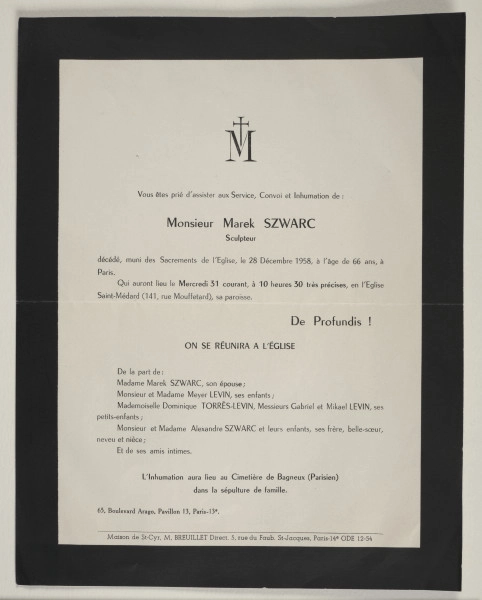 M
Vous êtes prié d'assister aux Service, Convoi et Inhumation de :
Monsieur Marek SZWARC
Sculpteur
décédé, muni des Sacrements de l'Eglise, le 28 Décembre 1958, à l'âge de 66 ans, à
Paris.
Qui auront lieu le Mercredi 31 courant, à 10 heures 30 très précises, en l'Eglise
Saint-Médard (141, rue Mouffetard), sa paroisse.
De Profundis !
ON SE RÉUNIRA A L'ÉGLISE
De la part de :
Madame Marek SZWARC, son épouse ;
Monsieur et Madame Meyer LEVIN, ses enfants ;
Mademoiselle Dominique TORRÈS-LEVIN, Messieurs Gabriel et Mikael LEVIN, ses
petits-enfants ;
Monsieur et Madame Alexandre SZWARC et leurs enfants, ses frère, belle-sœur,
neveu et nièce ;
Et de ses amis intimes.
L'Inhumation aura lieu au Cimetière de Bagneux (Parisien)
dans la sépulture de famille.
65, Boulevard Arago, Pavillon 13, Paris-13e.
Maison de St-Cyr, M. BREUILLET Direct. 5, rue du Faub. St-Jacques, Paris-14e ODE 12-54